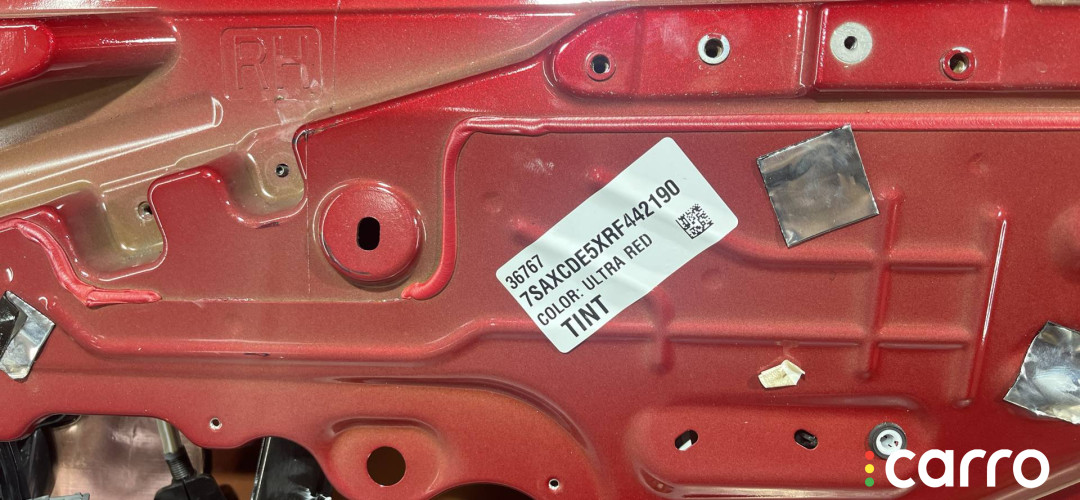 RH
36767
7SAXCDE5XRF442190
COLOR: ULTRA RED
TINT
carro